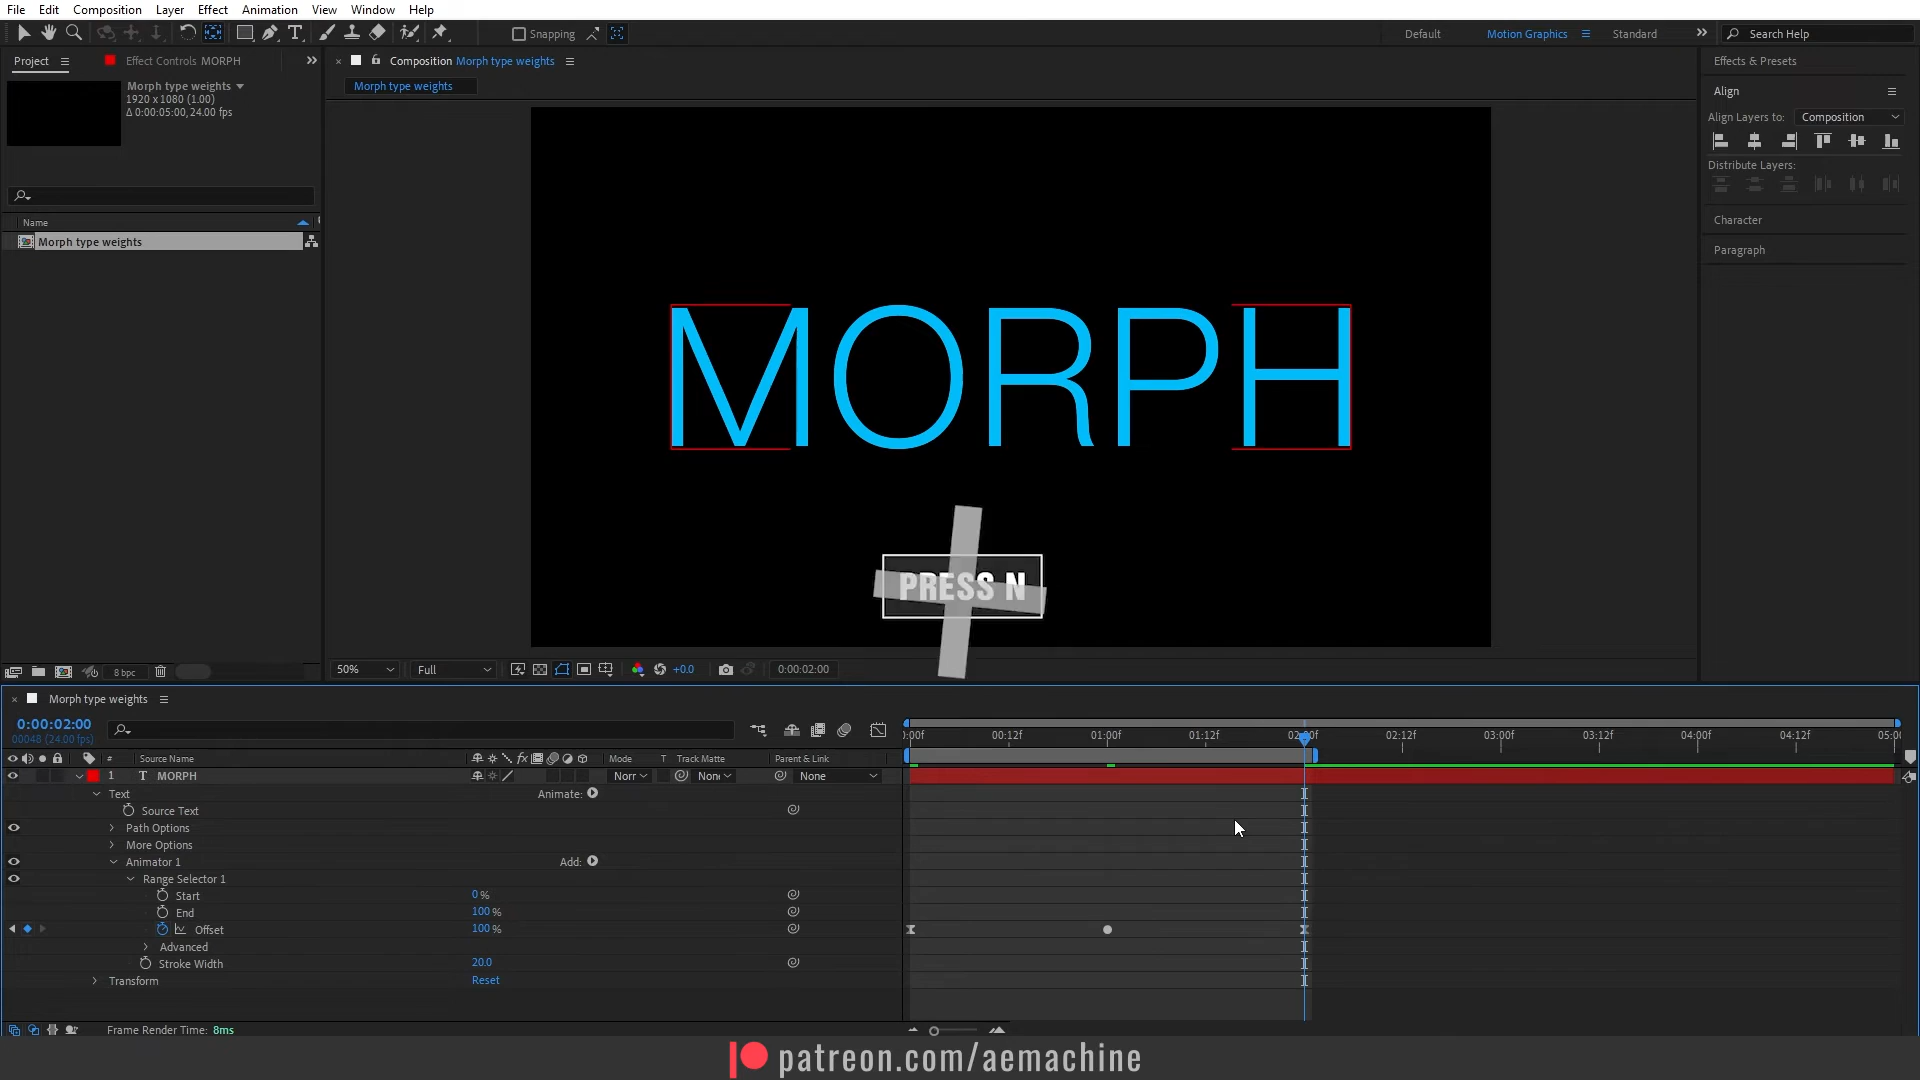 File Edit Composition Layer Effect Animation View Window Help
Snapping
Default Motion Graphics Standard Search Help
Project Effect Controls MORPH
Composition Morph type weights
Effects & Presets
Morph type weights
1920 x 1080 (1.00)
Δ 0:00:05:00, 24.00 fps
Morph type weights
Align
Align Layers to: Composition
Distribute Layers:
Character
Paragraph
Name
Morph type weights
MORPH
PRESS N
8 bpc
50% Full +0.0 0:00:02:00
Morph type weights
0:00:02:00
00048 (24.00 fps)
00:12f 01:00f 01:12f 02:12f 03:00f 03:12f 04:00f 04:12f
# Source Name Mode T Track Matte Parent & Link
1 T MORPH None
Text Animate:
Source Text
Path Options
More Options
Animator 1 Add:
Range Selector 1
Start 0%
End 100%
Offset 100%
Advanced
Stroke Width 20.0
Transform Reset
Frame Render Time: 8ms
patreon.com/aemachine